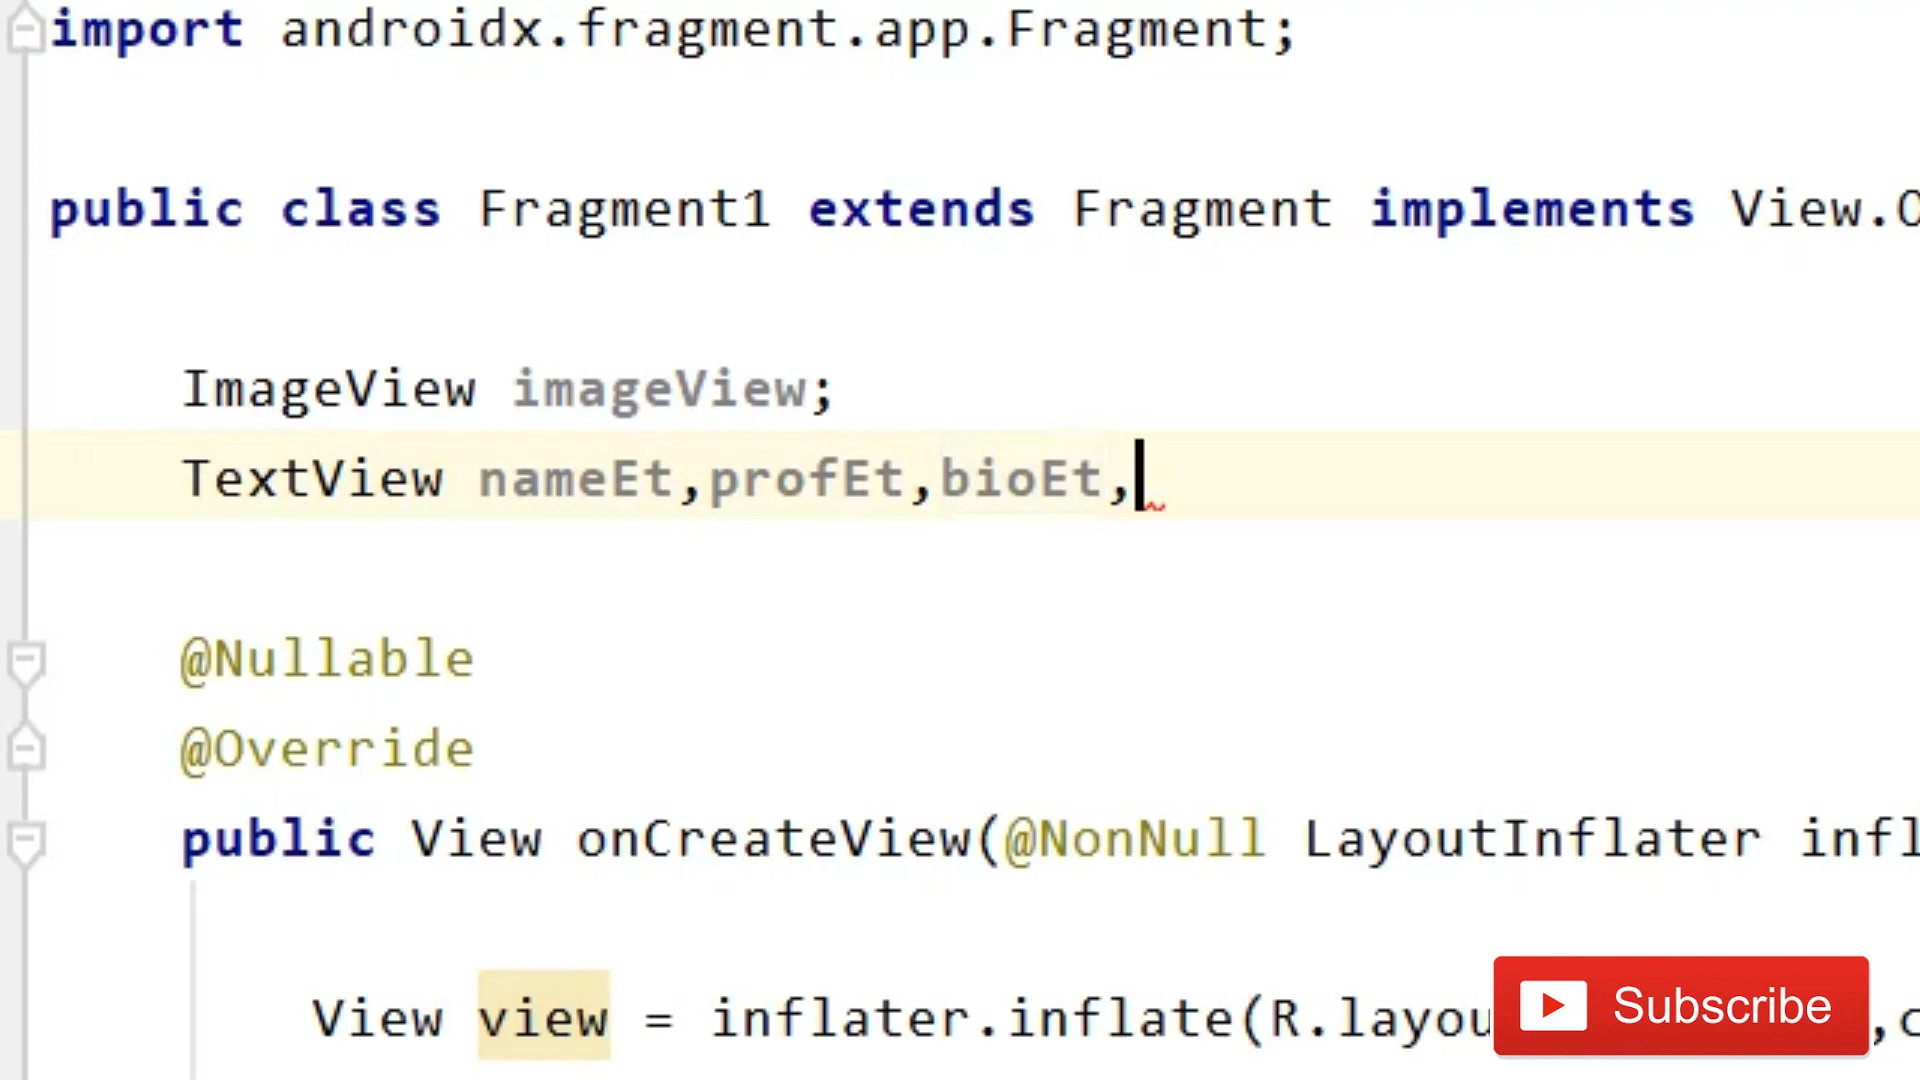 import androidx.fragment.app.Fragment;
public class Fragment1 extends Fragment implements View.O
ImageView imageView;
TextView nameEt,profEt,bioEt,
@Nullable
@Override
public View onCreateView(@NonNull LayoutInflater infl
View view = inflater.inflate(R.layou ,c
Subscribe